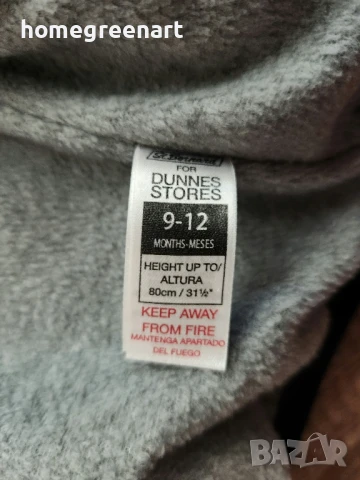 homegreenart
FOR
DUNNES
STORES
9-12
MONTHS-MESES
HEIGHT UP TO/
ALTURA
80cm / 31½"
KEEP AWAY
FROM FIRE
MANTENGA APARTADO
DEL FUEGO
BAZAR